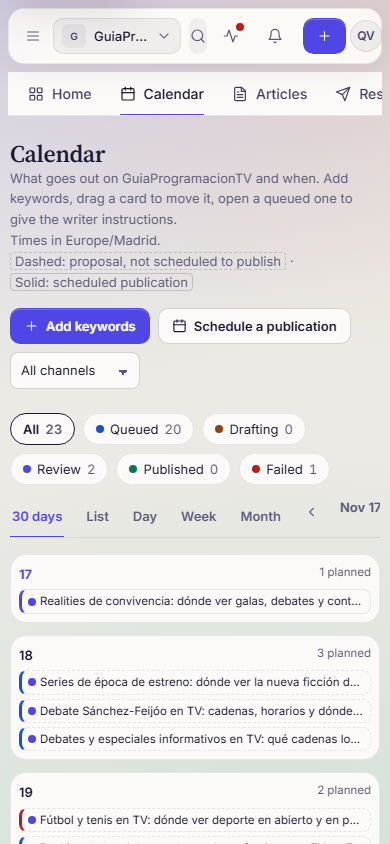 G GuiaPr... QV
Home Calendar Articles Res
Calendar
What goes out on GuiaProgramacionTV and when. Add
keywords, drag a card to move it, open a queued one to
give the writer instructions.
Times in Europe/Madrid.
Dashed: proposal, not scheduled to publish ·
Solid: scheduled publication
Add keywords Schedule a publication
All channels
All 23 Queued 20 Drafting 0
Review 2 Published 0 Failed 1
30 days List Day Week Month Nov 17
17 1 planned
Realities de convivencia: dónde ver galas, debates y cont...
18 3 planned
Series de época de estreno: dónde ver la nueva ficción d...
Debate Sánchez-Feijóo en TV: cadenas, horarios y dónde...
Debates y especiales informativos en TV: qué cadenas lo...
19 2 planned
Fútbol y tenis en TV: dónde ver deporte en abierto y en p...